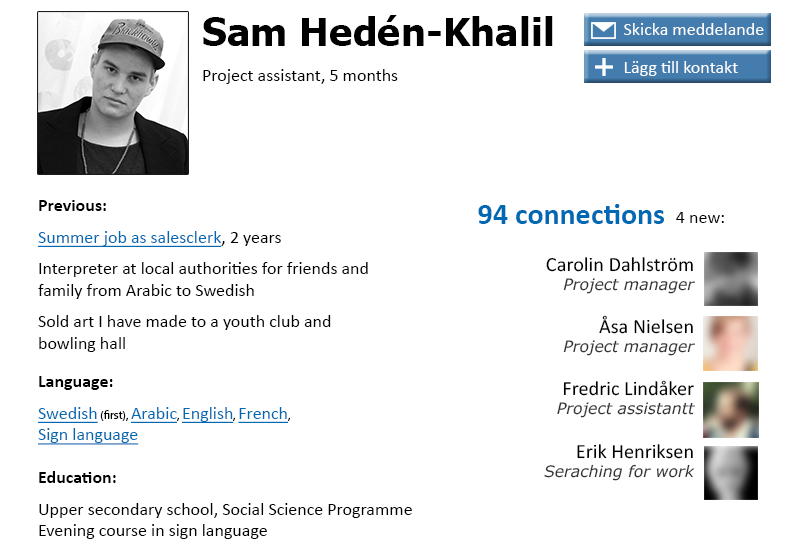 Sam Hedén-Khalil
Project assistant, 5 months
Skicka meddelande
Lägg till kontakt
Previous:
Summer job as salesclerk, 2 years
Interpreter at local authorities for friends and
family from Arabic to Swedish
Sold art I have made to a youth club and
bowling hall
Language:
Swedish (first), Arabic, English, French,
Sign language
Education:
Upper secondary school, Social Science Programme
Evening course in sign language
94 connections 4 new:
Carolin Dahlström
Project manager
Åsa Nielsen
Project manager
Fredric Lindåker
Project assistantt
Erik Henriksen
Seraching for work